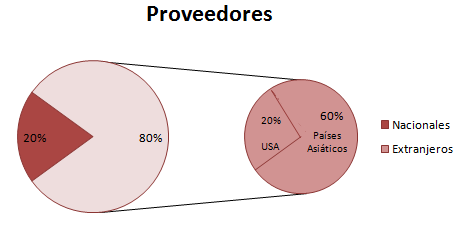 Proveedores
20%
80%
20%
USA
60%
Países
Asiáticos
Nacionales
Extranjeros